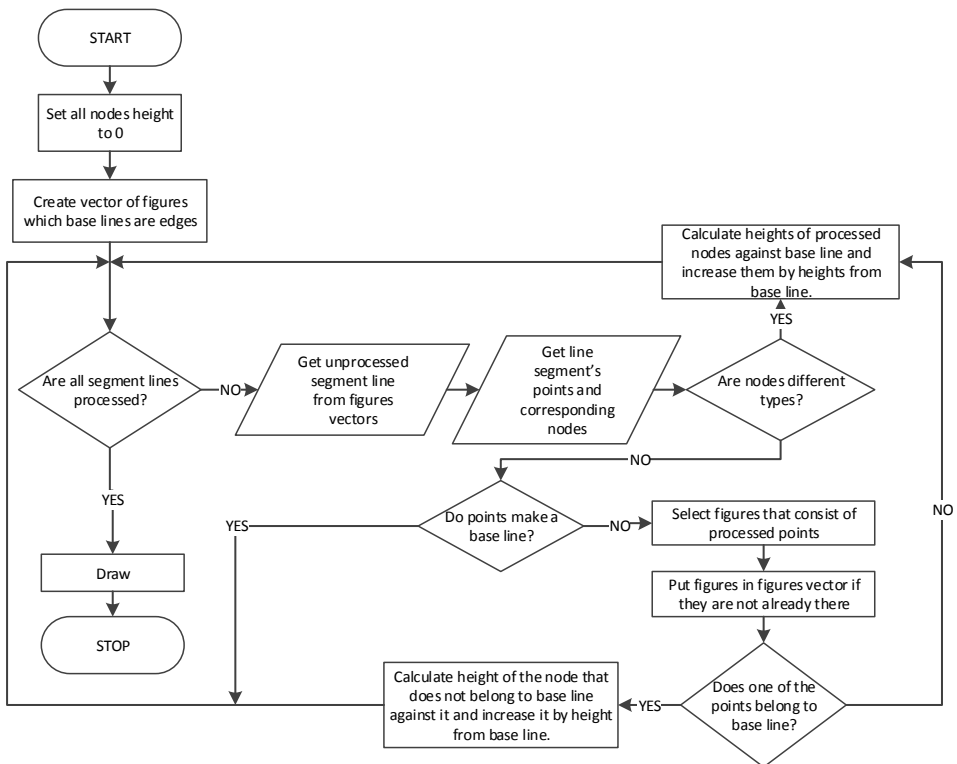 START
Set all nodes height
to 0
Create vector of figures
which base lines are edges
Calculate heights of processed
nodes against base line and
increase them by heights from
base line.
YES
Are all segment lines
processed?
NO
Get unprocessed
segment line
from figures
vectors
Get line
segment’s
points and
corresponding
nodes
Are nodes different
types?
NO
YES
YES
Do points make a
base line?
NO
Select figures that consist of
processed points
NO
Draw
Put figures in figures vector if
they are not already there
STOP
Calculate height of the node that
does not belong to base line
against it and increase it by height
from base line.
YES
Does one of the
points belong to
base line?